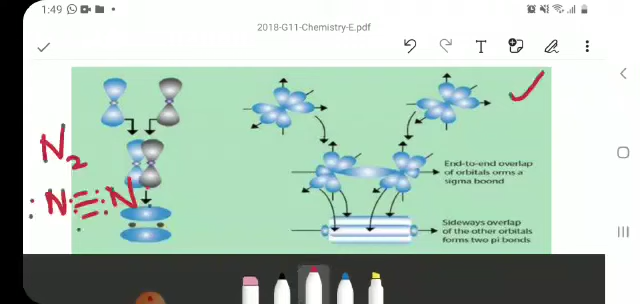 1:49
2018-G11-Chemistry-E.pdf
T
N2
:N≡N:
End-to-end overlap
of orbitals orms a
sigma boond
Sideways overlap
of the other orbitals
forms two pi bonds